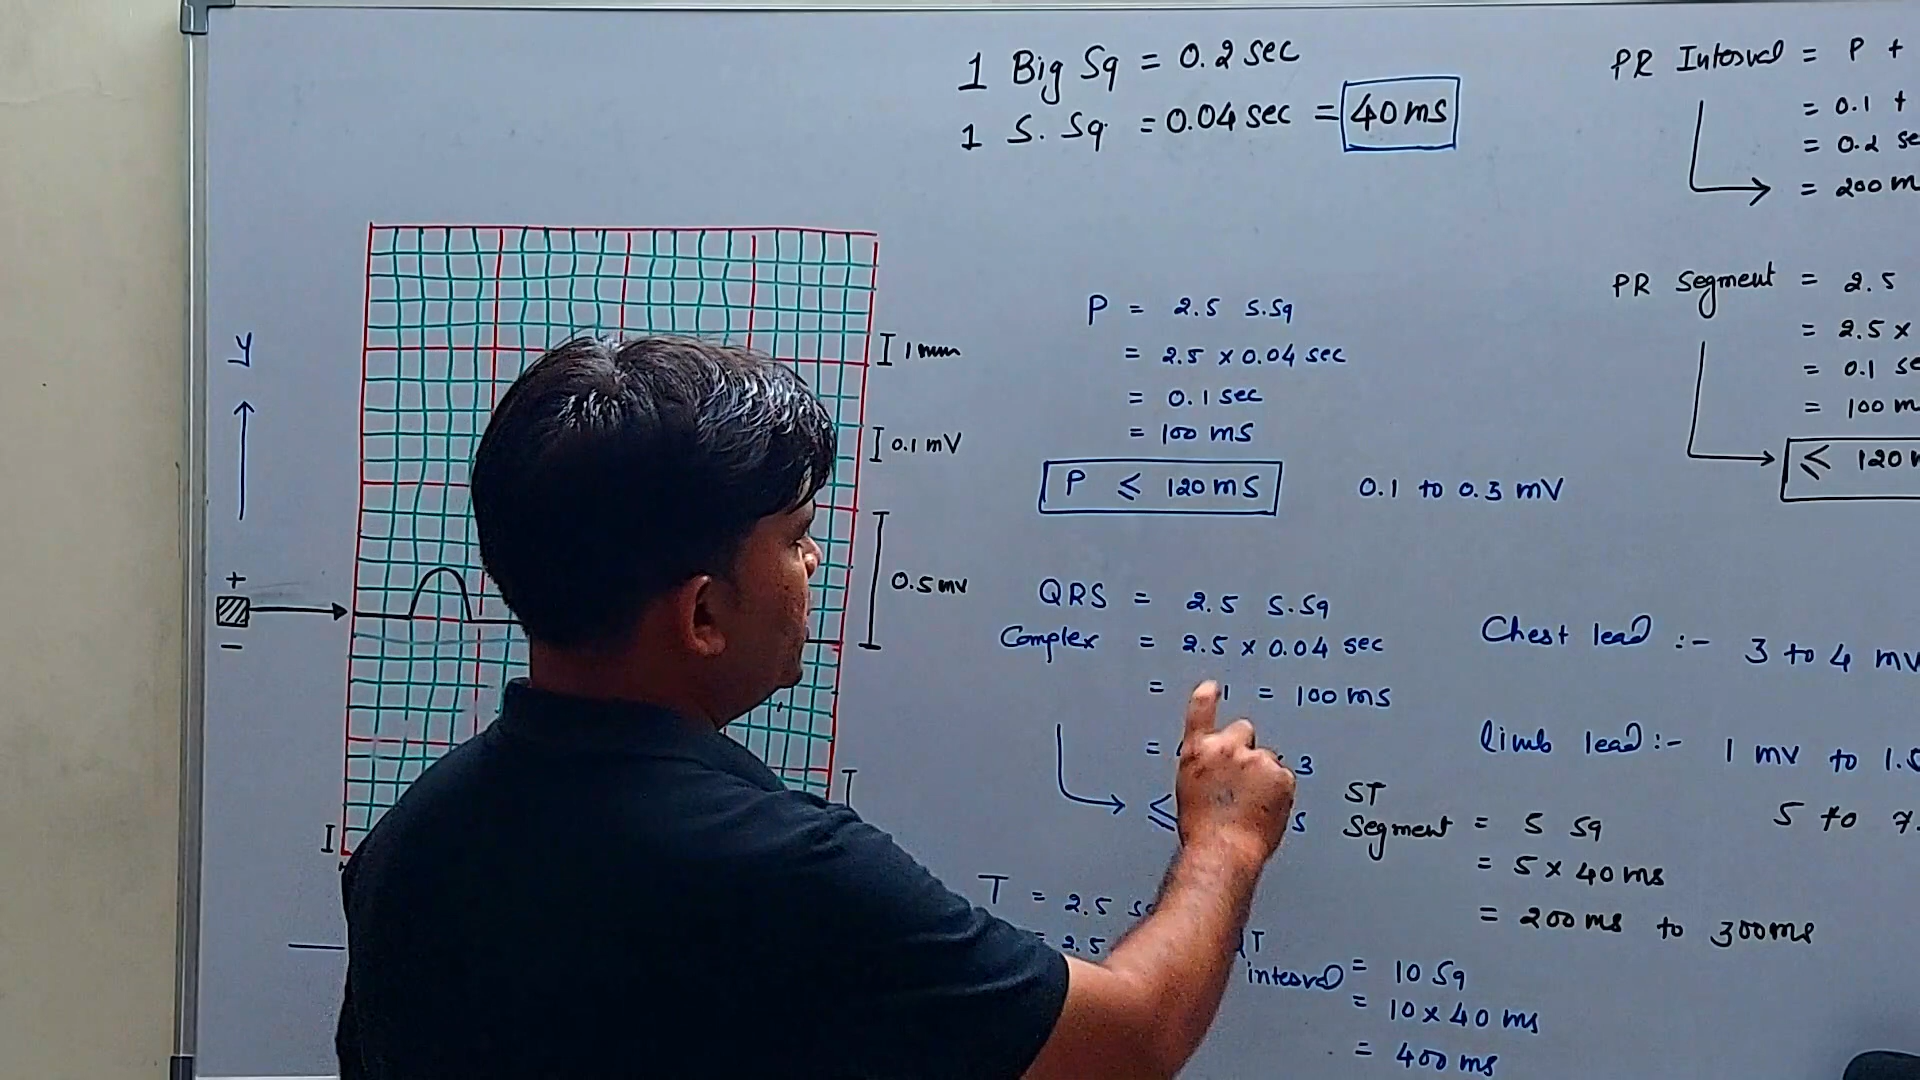 1 Big Sq = 0.2 sec
1 S. Sq = 0.04 sec = 40 ms
y
I 1 mm
I 0.1 mV
0.5 mv
+
−
P = 2.5 S.Sq
= 2.5 × 0.04 sec
= 0.1 sec
= 100 ms
P ≤ 120 mS
0.1 to 0.3 mV
QRS = 2.5 S.Sq
Complex = 2.5 × 0.04 sec
= 1 = 100 ms
= 3
≤ s
T = 2.5
= 2.5
PR = P +
= 0.1 +
= 0.2 se
= 200 m
PR Segment = 2.5
= 2.5 ×
= 0.1 se
= 100 m
≤ 120
Chest lead :- 3 to 4 mv
limb lead :- 1 mv to 1.5
5 to 7.
ST
Segment = 5 Sq
= 5 × 40 ms
= 200 ms to 300 ms
= 10 Sq
= 10 × 40 ms
= 400 ms